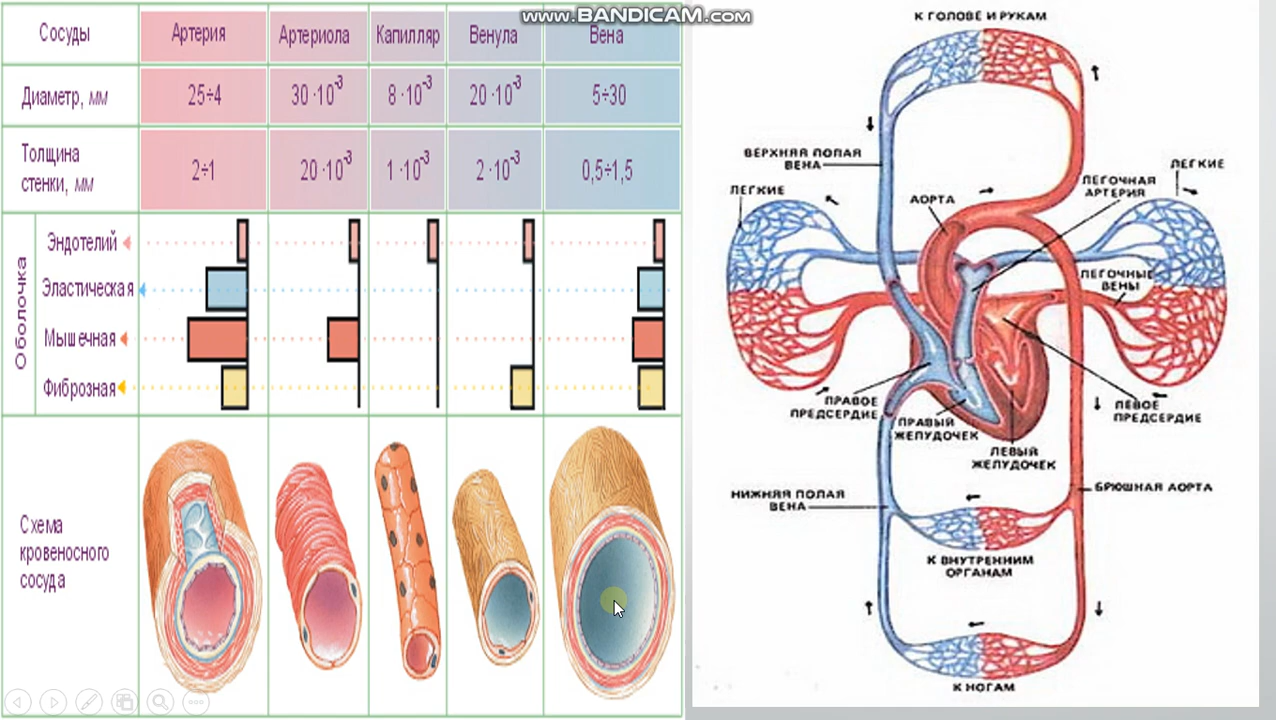 www.BANDICAM.com
Сосуды
Артерия
Артериола
Капилляр
Венула
Вена
Диаметр, мм
25÷4
30 ·10⁻³
8 ·10⁻³
20 ·10⁻³
5÷30
Толщина
стенки, мм
2÷1
20 ·10⁻³
1 ·10⁻³
2 ·10⁻³
0,5÷1,5
Оболочка
Эндотелий
Эластическая
Мышечная
Фиброзная
Схема
кровеносного
сосуда
К ГОЛОВЕ И РУКАМ
ВЕРХНЯЯ ПОЛАЯ
ВЕНА
ЛЕГКИЕ
АОРТА
ЛЕГОЧНАЯ
АРТЕРИЯ
ЛЕГКИЕ
ЛЕГОЧНЫЕ
ВЕНЫ
ПРАВОЕ
ПРЕДСЕРДИЕ
ПРАВЫЙ
ЖЕЛУДОЧЕК
ЛЕВЫЙ
ЖЕЛУДОЧЕК
ЛЕВОЕ
ПРЕДСЕРДИЕ
НИЖНЯЯ ПОЛАЯ
ВЕНА
БРЮШНАЯ АОРТА
К ВНУТРЕННИМ
ОРГАНАМ
К НОГАМ